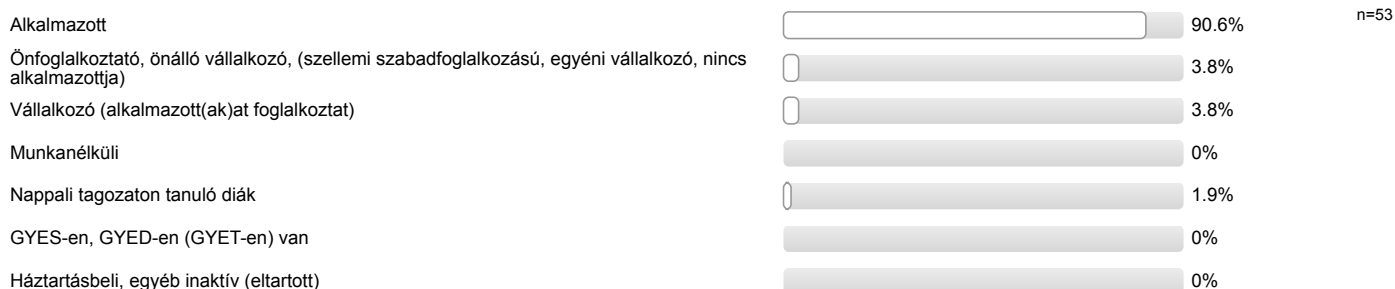 Alkalmazott 90.6% n=53
Önfoglalkoztató, önálló vállalkozó, (szellemi szabadfoglalkozású, egyéni vállalkozó, nincs
alkalmazottja) 3.8%
Vállalkozó (alkalmazott(ak)at foglalkoztat) 3.8%
Munkanélküli 0%
Nappali tagozaton tanuló diák 1.9%
GYES-en, GYED-en (GYET-en) van 0%
Háztartásbeli, egyéb inaktív (eltartott) 0%